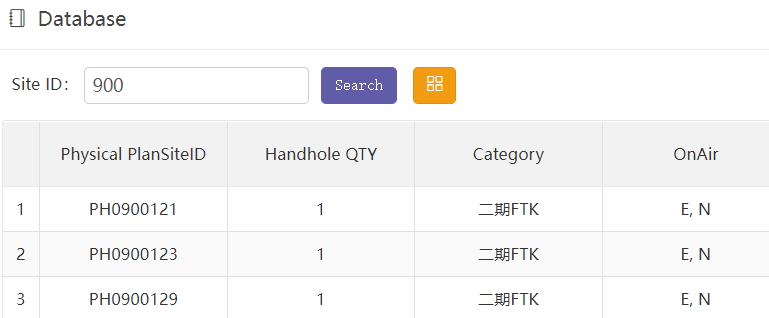 Database
Site ID: 900 Search
Physical PlanSiteID Handhole QTY Category OnAir
1 PH0900121 1 二期FTK E, N
2 PH0900123 1 二期FTK E, N
3 PH0900129 1 二期FTK E, N